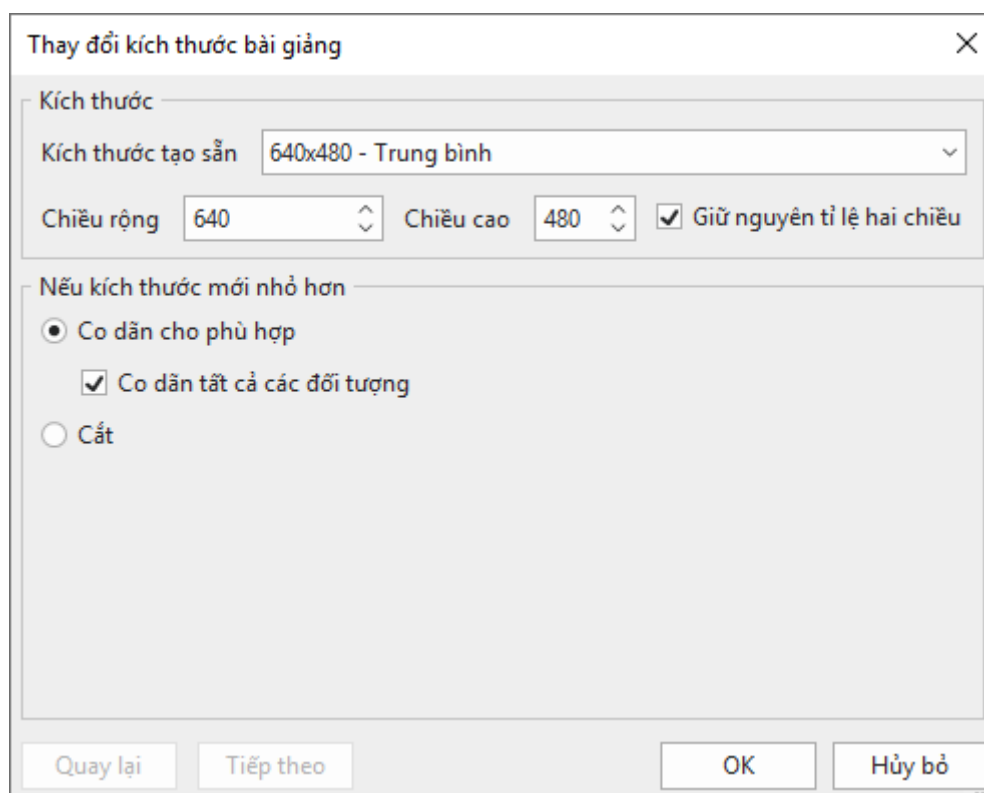 Thay đổi kích thước bài giảng
Kích thước
Kích thước tạo sẵn 640x480 - Trung bình
Chiều rộng 640 Chiều cao 480 Giữ nguyên tỉ lệ hai chiều
Nếu kích thước mới nhỏ hơn
Co dãn cho phù hợp
Co dãn tất cả các đối tượng
Cắt
Quay lại Tiếp theo OK Hủy bỏ